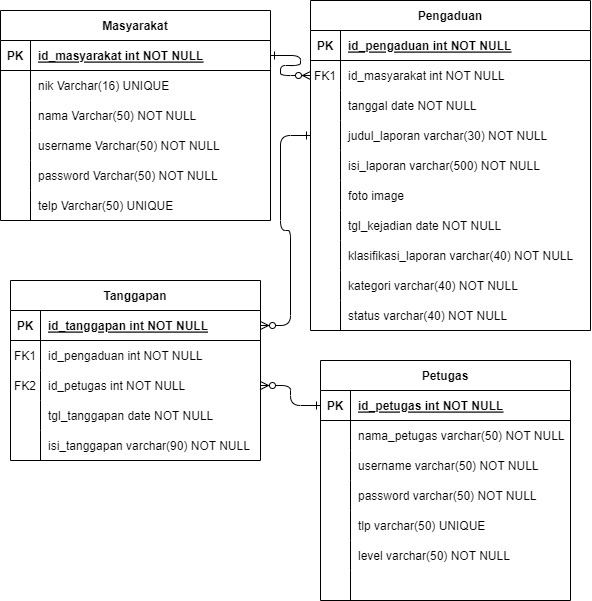 Masyarakat
PK id_masyarakat int NOT NULL
nik Varchar(16) UNIQUE
nama Varchar(50) NOT NULL
username Varchar(50) NOT NULL
password Varchar(50) NOT NULL
telp Varchar(50) UNIQUE
Pengaduan
PK id_pengaduan int NOT NULL
FK1 id_masyarakat int NOT NULL
tanggal date NOT NULL
judul_laporan varchar(30) NOT NULL
isi_laporan varchar(500) NOT NULL
foto image
tgl_kejadian date NOT NULL
klasifikasi_laporan varchar(40) NOT NULL
kategori varchar(40) NOT NULL
status varchar(40) NOT NULL
Tanggapan
PK id_tanggapan int NOT NULL
FK1 id_pengaduan int NOT NULL
FK2 id_petugas int NOT NULL
tgl_tanggapan date NOT NULL
isi_tanggapan varchar(90) NOT NULL
Petugas
PK id_petugas int NOT NULL
nama_petugas varchar(50) NOT NULL
username varchar(50) NOT NULL
password varchar(50) NOT NULL
tlp varchar(50) UNIQUE
level varchar(50) NOT NULL